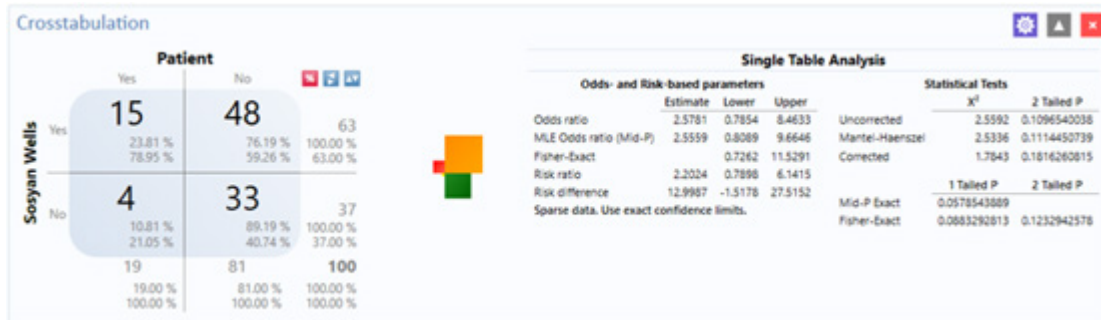 Crosstabulation
Patient
Yes No
Sosyan Wells
Yes 15 48 63
23.81 % 76.19 % 100.00 %
78.95 % 59.26 % 63.00 %
No 4 33 37
10.81 % 89.19 % 100.00 %
21.05 % 40.74 % 37.00 %
19 81 100
19.00 % 81.00 % 100.00 %
100.00 % 100.00 % 100.00 %
Single Table Analysis
Odds- and Risk-based parameters
Estimate Lower Upper
Odds ratio 2.5781 0.7854 8.4633
MLE Odds ratio (Mid-P) 2.5559 0.8089 9.6646
Fisher-Exact 0.7262 11.5291
Risk ratio 2.2024 0.7898 6.1415
Risk difference 12.9987 -1.5178 27.5152
Sparse data. Use exact confidence limits.
Statistical Tests
X² 2 Tailed P
Uncorrected 2.5592 0.1096540038
Mantel-Haenszel 2.5336 0.1114450739
Corrected 1.7843 0.1816260815
1 Tailed P 2 Tailed P
Mid-P Exact 0.0578543889
Fisher-Exact 0.0883292813 0.1232942578